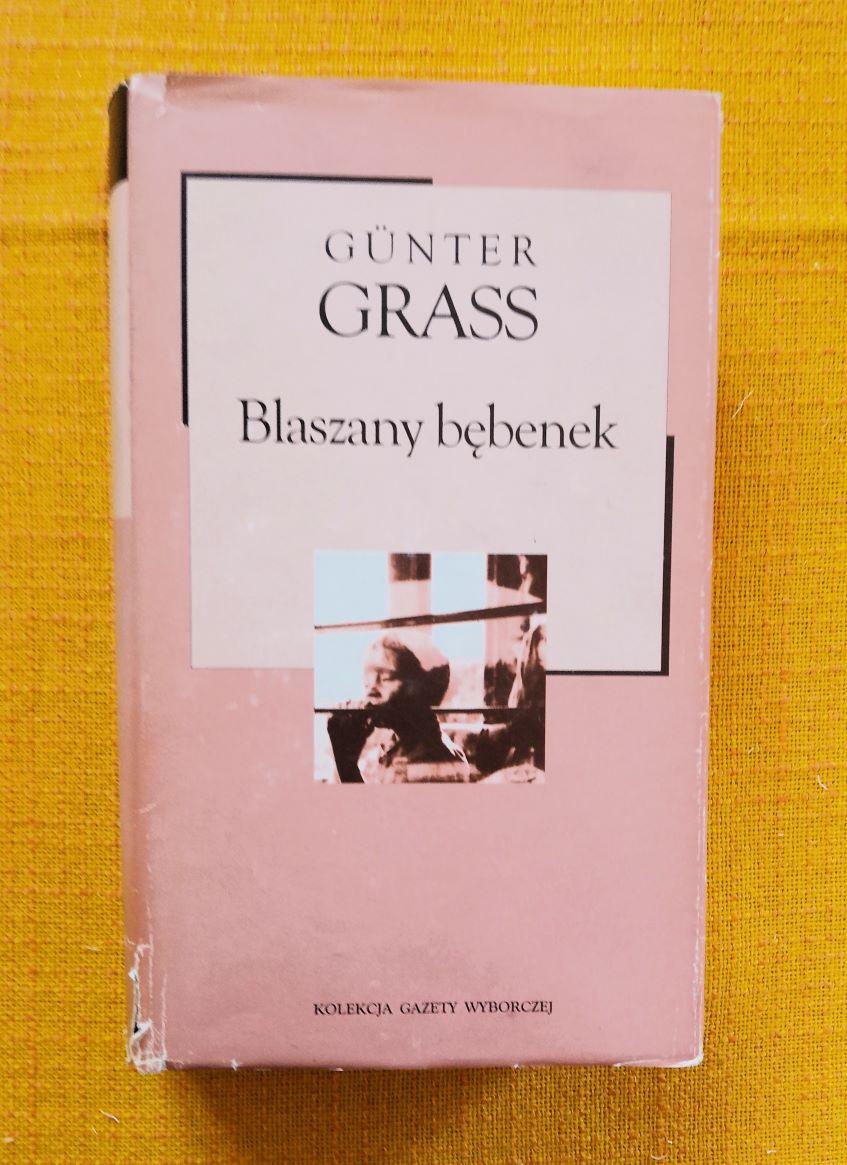 GÜNTER
GRASS
Blaszany bębenek
KOLEKCJA GAZETY WYBORCZEJ